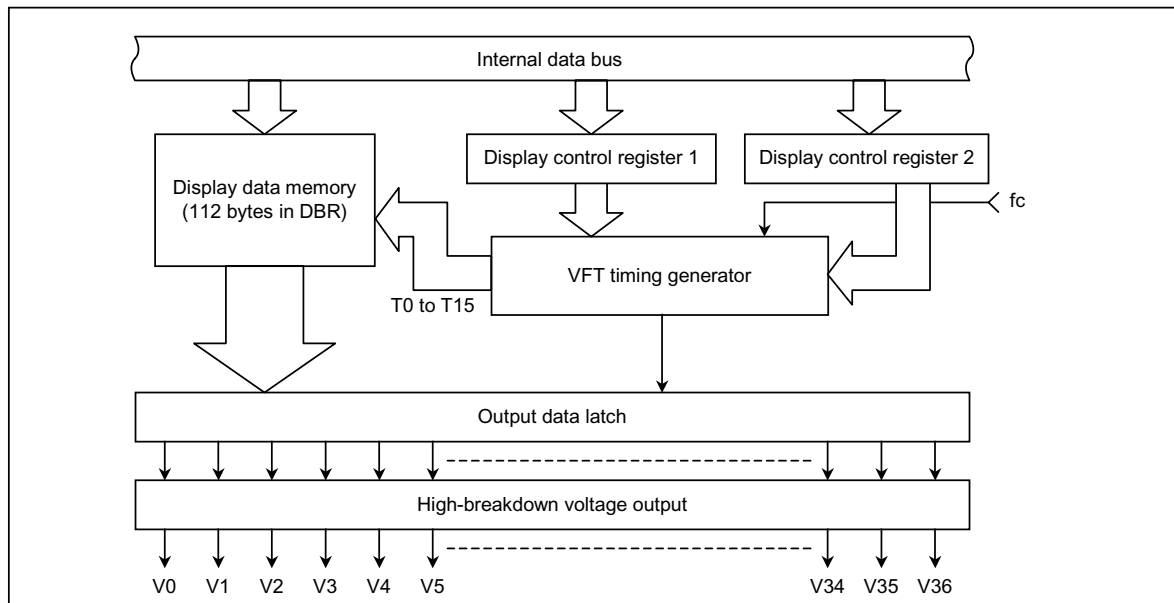 Internal data bus
Display data memory
(112 bytes in DBR)
Display control register 1
Display control register 2
fc
VFT timing generator
T0 to T15
Output data latch
High-breakdown voltage output
V0 V1 V2 V3 V4 V5 V34 V35 V36